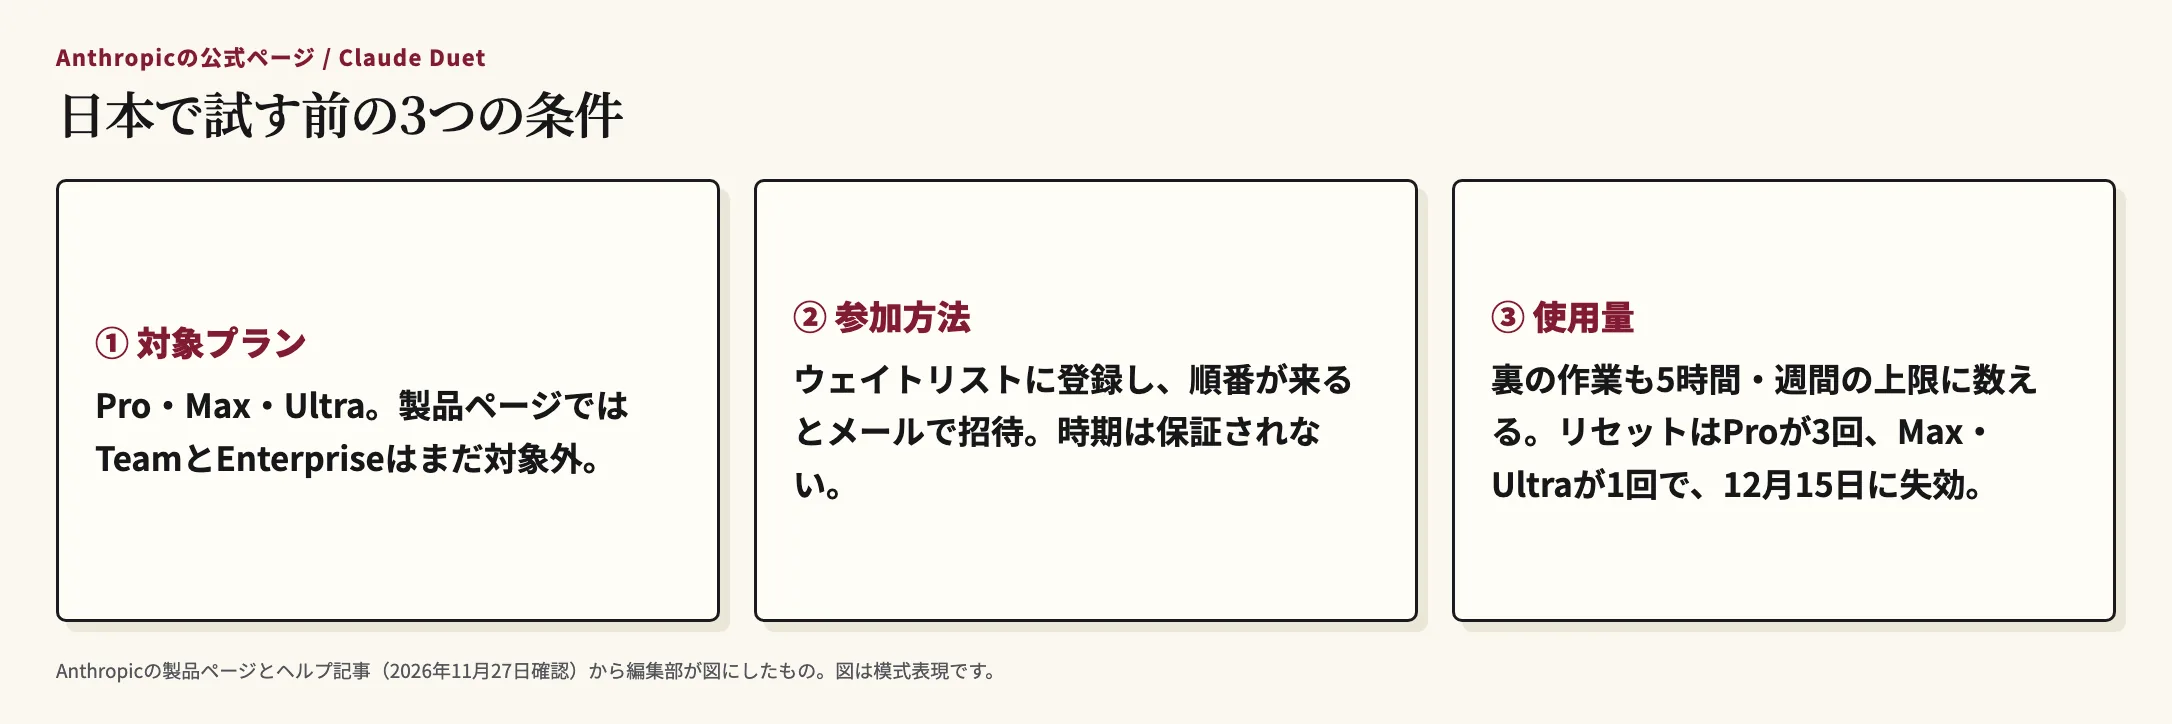 Anthropicの公式ページ / Claude Duet
日本で試す前の3つの条件
① 対象プラン
Pro・Max・Ultra。製品ページでは
TeamとEnterpriseはまだ対象外。
② 参加方法
ウェイトリストに登録し、順番が来る
とメールで招待。時期は保証されな
い。
③ 使用量
裏の作業も5時間・週間の上限に数え
る。リセットはProが3回、Max・
Ultraが1回で、12月15日に失効。
Anthropicの製品ページとヘルプ記事（2026年11月27日確認）から編集部が図にしたもの。図は模式表現です。